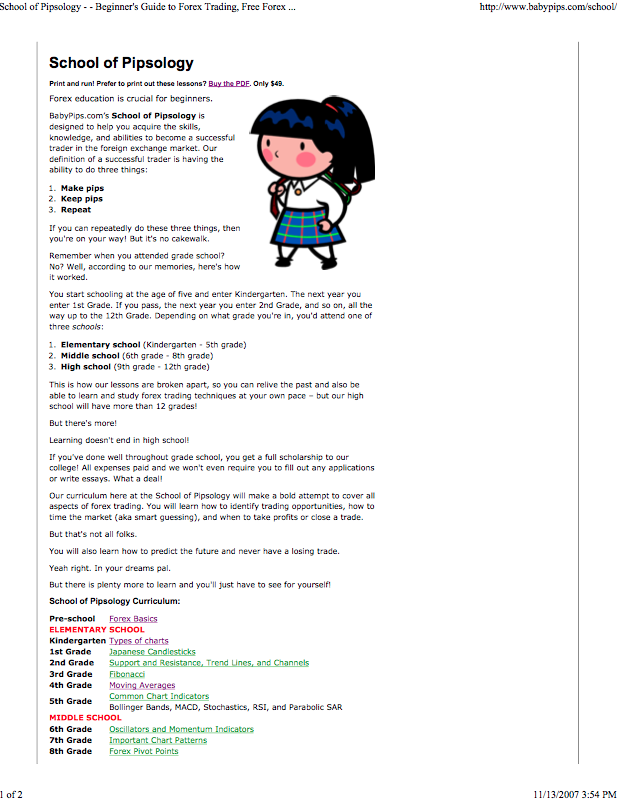 School of Pipsology - - Beginner's Guide to Forex Trading, Free Forex ...
http://www.babypips.com/school/
School of Pipsology
Print and run! Prefer to print out these lessons? Buy the PDF. Only $49.
Forex education is crucial for beginners.
BabyPips.com's School of Pipsology is
designed to help you acquire the skills,
knowledge, and abilities to become a successful
trader in the foreign exchange market. Our
definition of a successful trader is having the
ability to do three things:
1. Make pips
2. Keep pips
3. Repeat
If you can repeatedly do these three things, then
you're on your way! But it's no cakewalk.
Remember when you attended grade school?
No? Well, according to our memories, here's how
it worked.
You start schooling at the age of five and enter Kindergarten. The next year you
enter 1st Grade. If you pass, the next year you enter 2nd Grade, and so on, all the
way up to the 12th Grade. Depending on what grade you're in, you'd attend one of
three schools:
1. Elementary school (Kindergarten - 5th grade)
2. Middle school (6th grade - 8th grade)
3. High school (9th grade - 12th grade)
This is how our lessons are broken apart, so you can relive the past and also be
able to learn and study forex trading techniques at your own pace – but our high
school will have more than 12 grades!
But there's more!
Learning doesn't end in high school!
If you've done well throughout grade school, you get a full scholarship to our
college! All expenses paid and we won't even require you to fill out any applications
or write essays. What a deal!
Our curriculum here at the School of Pipsology will make a bold attempt to cover all
aspects of forex trading. You will learn how to identify trading opportunities, how to
time the market (aka smart guessing), and when to take profits or close a trade.
But that's not all folks.
You will also learn how to predict the future and never have a losing trade.
Yeah right. In your dreams pal.
But there is plenty more to learn and you'll just have to see for yourself!
School of Pipsology Curriculum:
Pre-school Forex Basics
ELEMENTARY SCHOOL
Kindergarten Types of charts
1st Grade Japanese Candlesticks
2nd Grade Support and Resistance, Trend Lines, and Channels
3rd Grade Fibonacci
4th Grade Moving Averages
5th Grade Common Chart Indicators
Bollinger Bands, MACD, Stochastics, RSI, and Parabolic SAR
MIDDLE SCHOOL
6th Grade Oscillators and Momentum Indicators
7th Grade Important Chart Patterns
8th Grade Forex Pivot Points
1 of 2
11/13/2007 3:54 PM